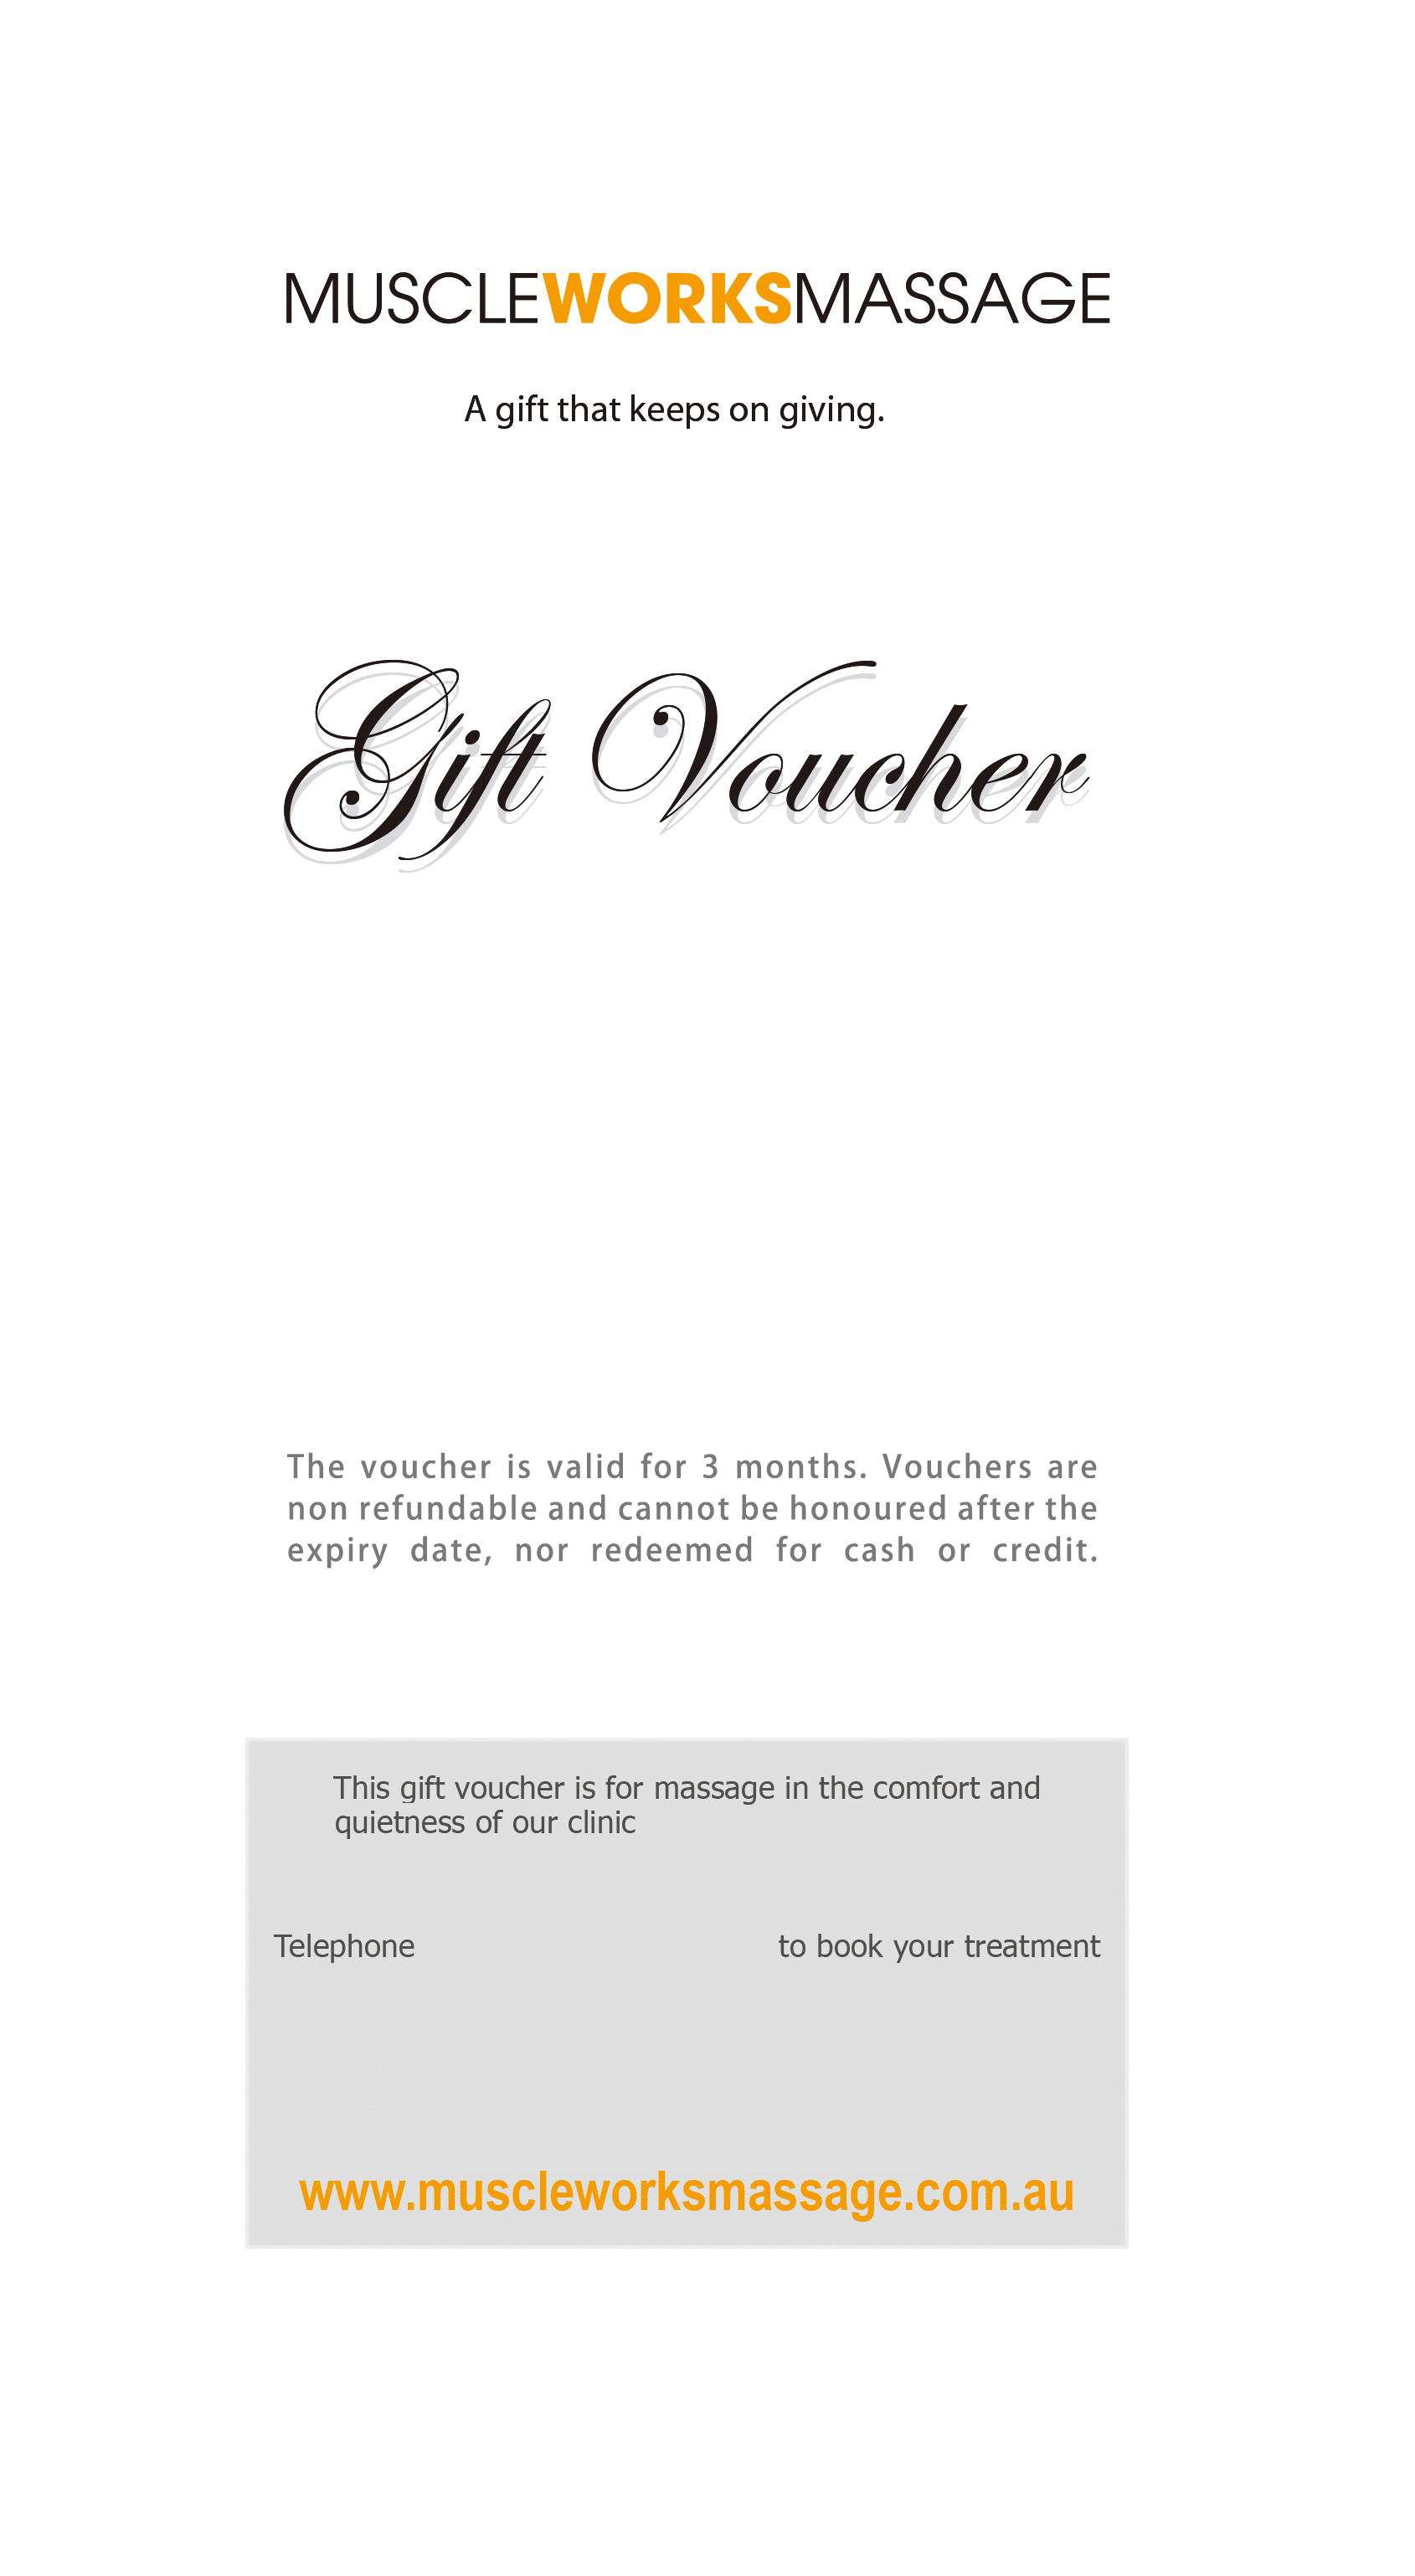 MUSCLEWORKSMASSAGE
A gift that keeps on giving.
Gift Voucher
The voucher is valid for 3 months. Vouchers are
non refundable and cannot be honoured after the
expiry date, nor redeemed for cash or credit.
This gift voucher is for massage in the comfort and
quietness of our clinic
Telephone to book your treatment
www.muscleworksmassage.com.au